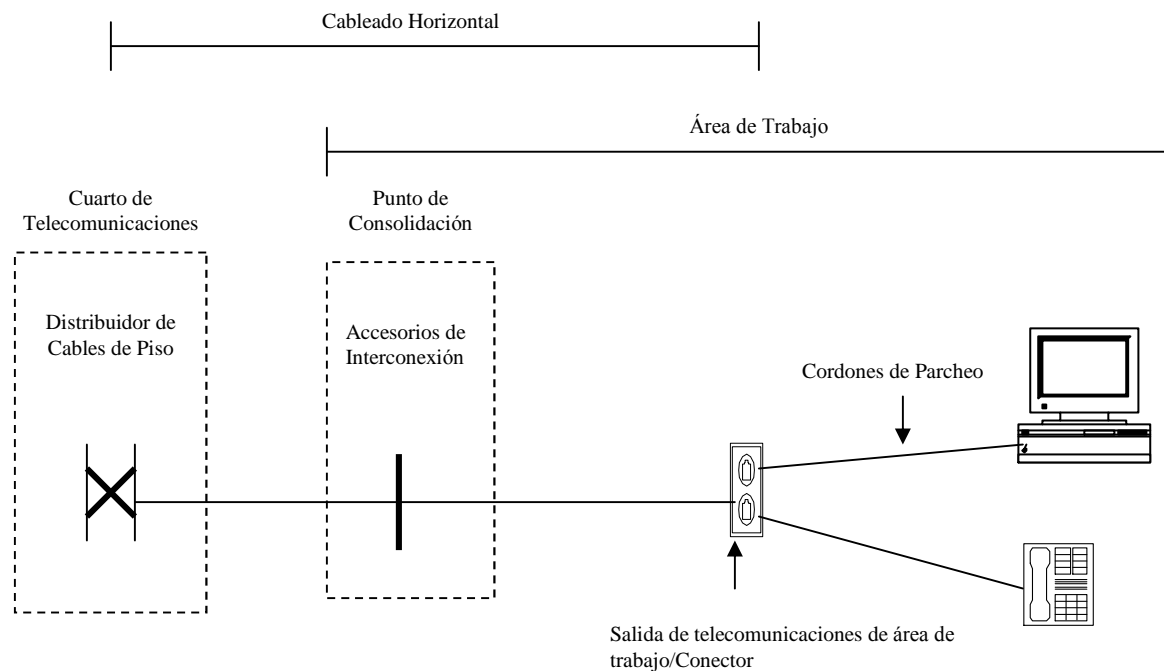 Cableado Horizontal
Área de Trabajo
Cuarto de
Telecomunicaciones
Punto de
Consolidación
Distribuidor de
Cables de Piso
Accesorios de
Interconexión
Cordones de Parcheo
Salida de telecomunicaciones de área de
trabajo/Conector